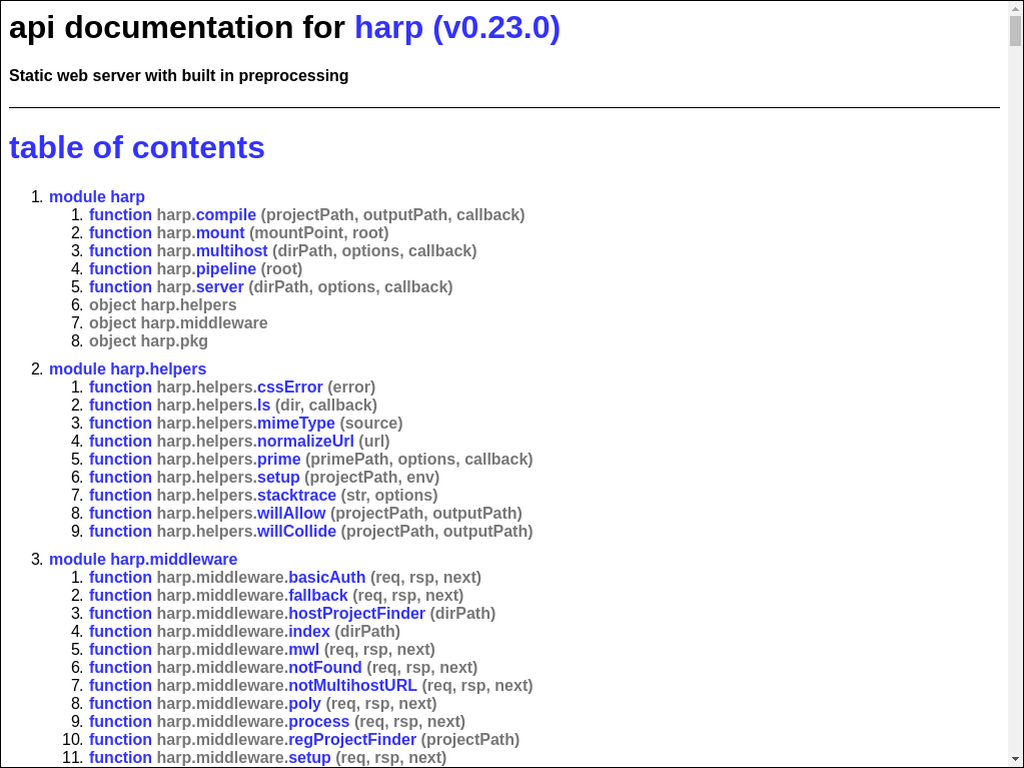 api documentation for harp (v0.23.0)
Static web server with built in preprocessing
table of contents
1. module harp
1. function harp.compile (projectPath, outputPath, callback)
2. function harp.mount (mountPoint, root)
3. function harp.multihost (dirPath, options, callback)
4. function harp.pipeline (root)
5. function harp.server (dirPath, options, callback)
6. object harp.helpers
7. object harp.middleware
8. object harp.pkg
2. module harp.helpers
1. function harp.helpers.cssError (error)
2. function harp.helpers.ls (dir, callback)
3. function harp.helpers.mimeType (source)
4. function harp.helpers.normalizeUrl (url)
5. function harp.helpers.prime (primePath, options, callback)
6. function harp.helpers.setup (projectPath, env)
7. function harp.helpers.stacktrace (str, options)
8. function harp.helpers.willAllow (projectPath, outputPath)
9. function harp.helpers.willCollide (projectPath, outputPath)
3. module harp.middleware
1. function harp.middleware.basicAuth (req, rsp, next)
2. function harp.middleware.fallback (req, rsp, next)
3. function harp.middleware.hostProjectFinder (dirPath)
4. function harp.middleware.index (dirPath)
5. function harp.middleware.mwl (req, rsp, next)
6. function harp.middleware.notFound (req, rsp, next)
7. function harp.middleware.notMultihostURL (req, rsp, next)
8. function harp.middleware.poly (req, rsp, next)
9. function harp.middleware.process (req, rsp, next)
10. function harp.middleware.regProjectFinder (projectPath)
11. function harp.middleware.setup (req, rsp, next)